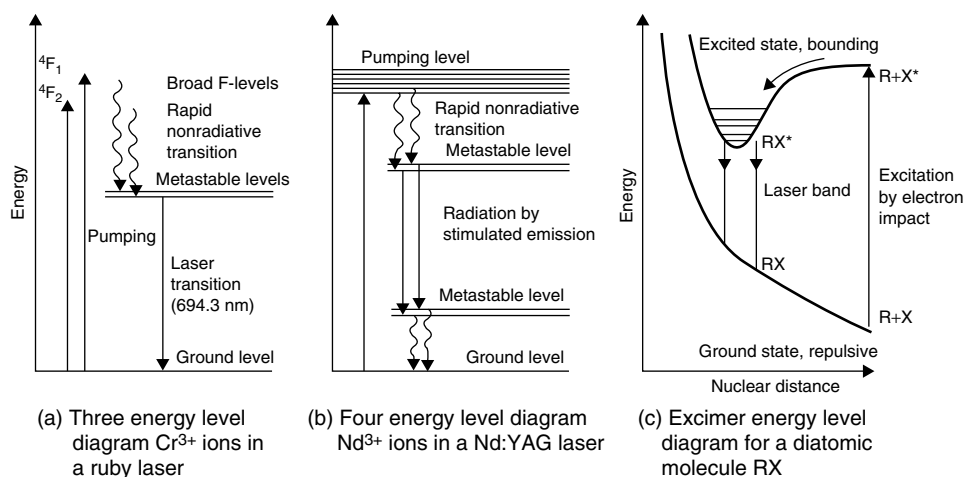 Energy
⁴F₁
⁴F₂
Broad F-levels
Rapid
nonradiative
transition
Metastable levels
Pumping
Laser
transition
(694.3 nm)
Ground level
(a) Three energy level
diagram Cr³⁺ ions in
a ruby laser
Energy
Pumping level
Rapid nonradiative
transition
Metastable level
Radiation by
stimulated emission
Metastable level
Ground level
(b) Four energy level diagram
Nd³⁺ ions in a Nd:YAG laser
Energy
Excited state, bounding
R+X*
RX*
Laser band
Excitation
by electron
impact
RX
R+X
Ground state, repulsive
Nuclear distance
(c) Excimer energy level
diagram for a diatomic
molecule RX